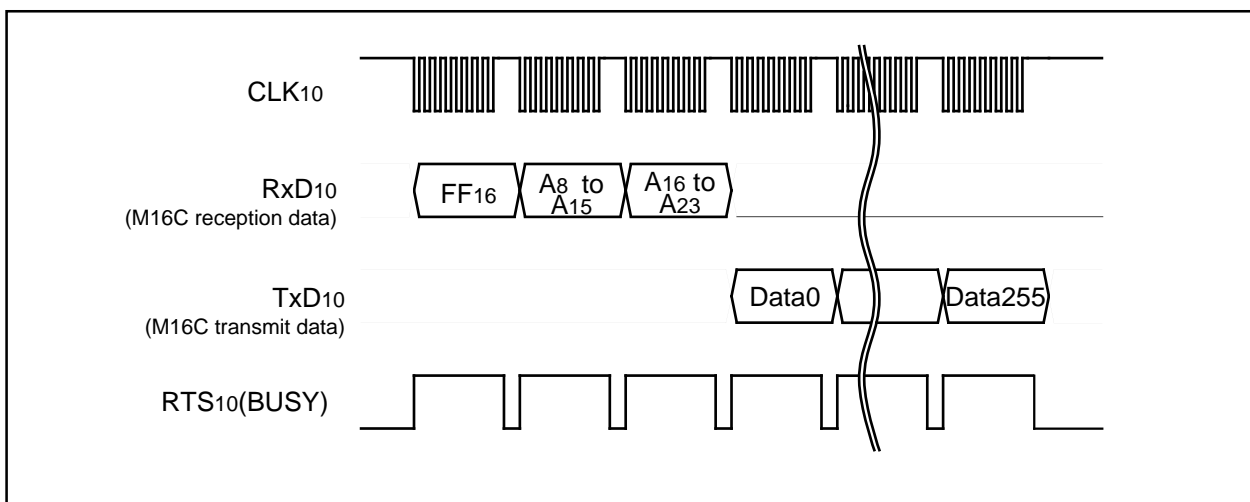 CLK10
RxD10
(M16C reception data)
FF16
A8 to
A15
A16 to
A23
TxD10
(M16C transmit data)
Data0
Data255
RTS10(BUSY)